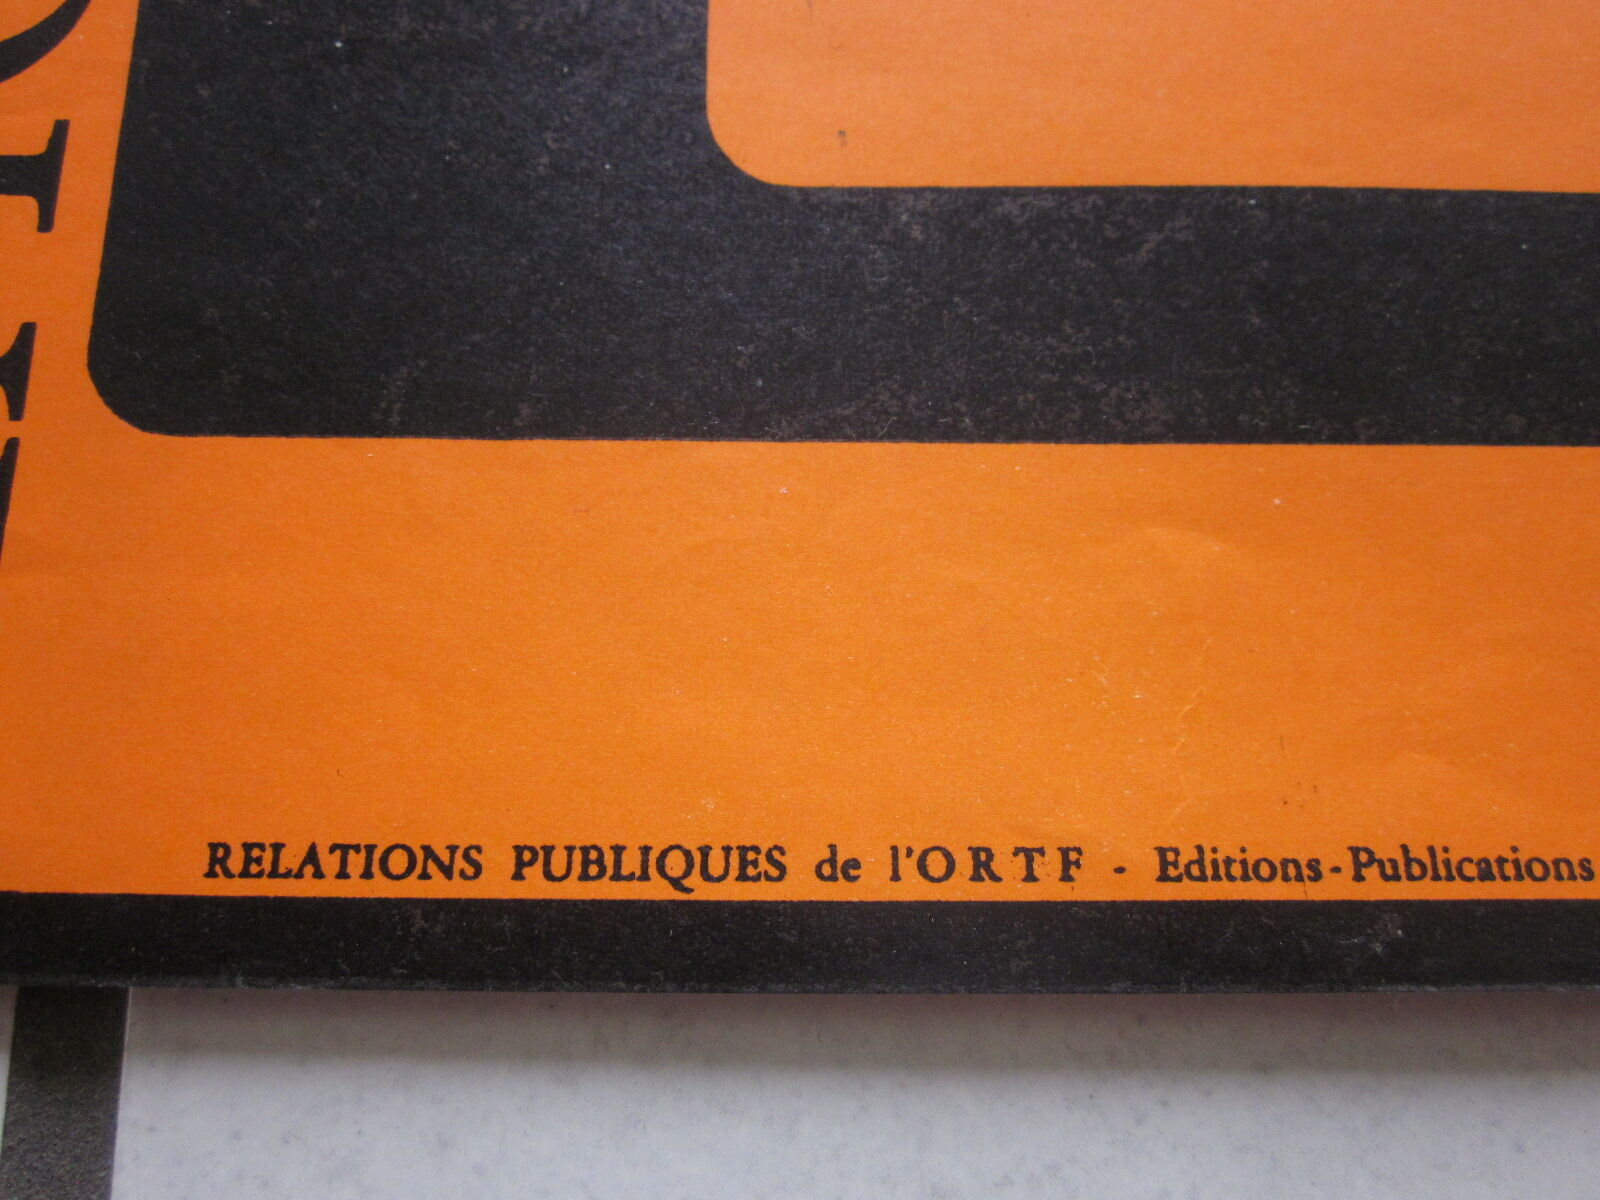 RELATIONS PUBLIQUES de l'ORTF - Editions-Publications